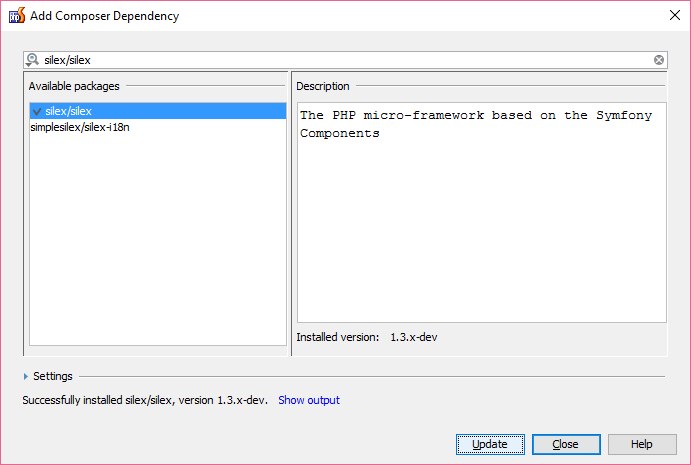 Add Composer Dependency
silex/silex
Available packages
silex/silex
simplesilex/silex-i18n
Description
The PHP micro-framework based on the Symfony
Components
Installed version: 1.3.x-dev
Settings
Successfully installed silex/silex, version 1.3.x-dev. Show output
Update Close Help